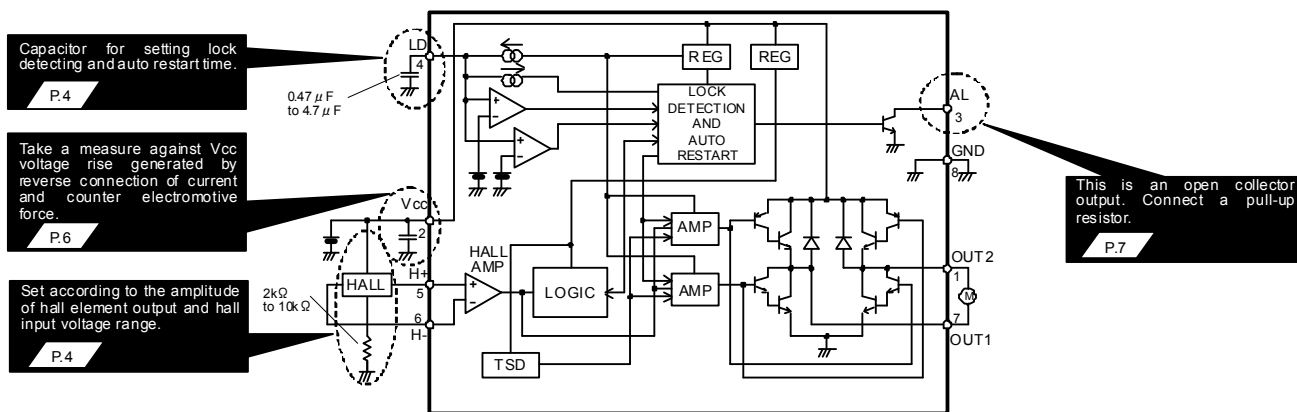 Capacitor for setting lock
detecting and auto restart time.
P.4
0.47 μF
to 4.7 μF
LD
4
REG
REG
LOCK
DETECTION
AND
AUTO
RESTART
AL
3
GND
8
This is an open collector
output. Connect a pull-up
resistor.
P.7
Take a measure against Vcc
voltage rise generated by
reverse connection of current
and counter electromotive
force.
P.6
Vcc
2
HALL
AMP
AMP
AMP
H+
5
HALL
LOGIC
6
H-
2kΩ
to 10kΩ
Set according to the amplitude
of hall element output and hall
input voltage range.
P.4
TSD
OUT2
1
M
7
OUT1